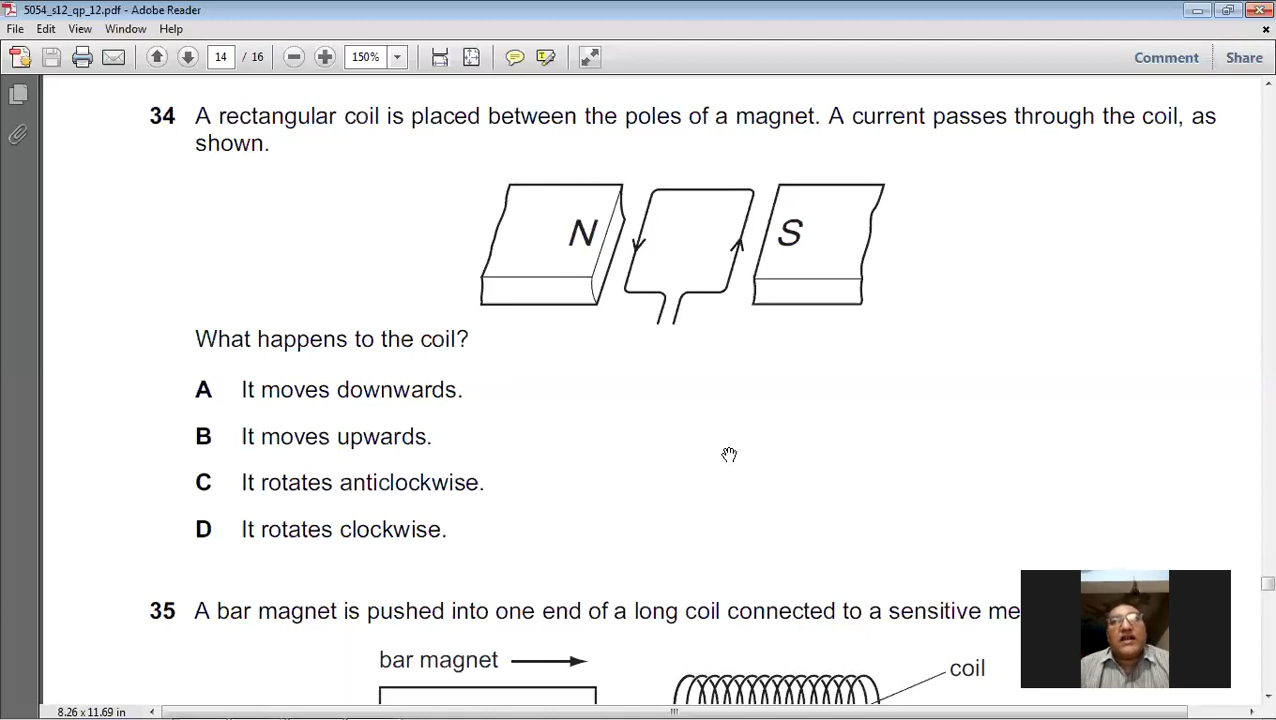 5054_s12_qp_12.pdf - Adobe Reader
File Edit View Window Help
14 / 16 150% Comment Share
34 A rectangular coil is placed between the poles of a magnet. A current passes through the coil, as
shown.
N S
What happens to the coil?
A It moves downwards.
B It moves upwards.
C It rotates anticlockwise.
D It rotates clockwise.
35 A bar magnet is pushed into one end of a long coil connected to a sensitive
bar magnet
coil
8.26 x 11.69 in